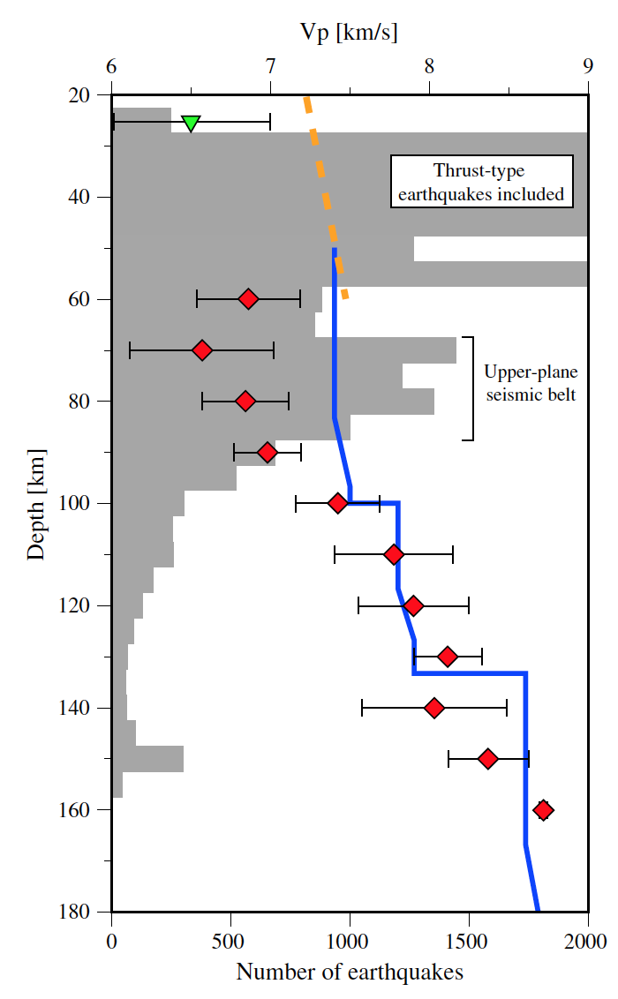 Vp [km/s]
6 7 8 9
20
Thrust-type
earthquakes included
40
60
Upper-plane
seismic belt
80
Depth [km]
100
120
140
160
180
0 500 1000 1500 2000
Number of earthquakes